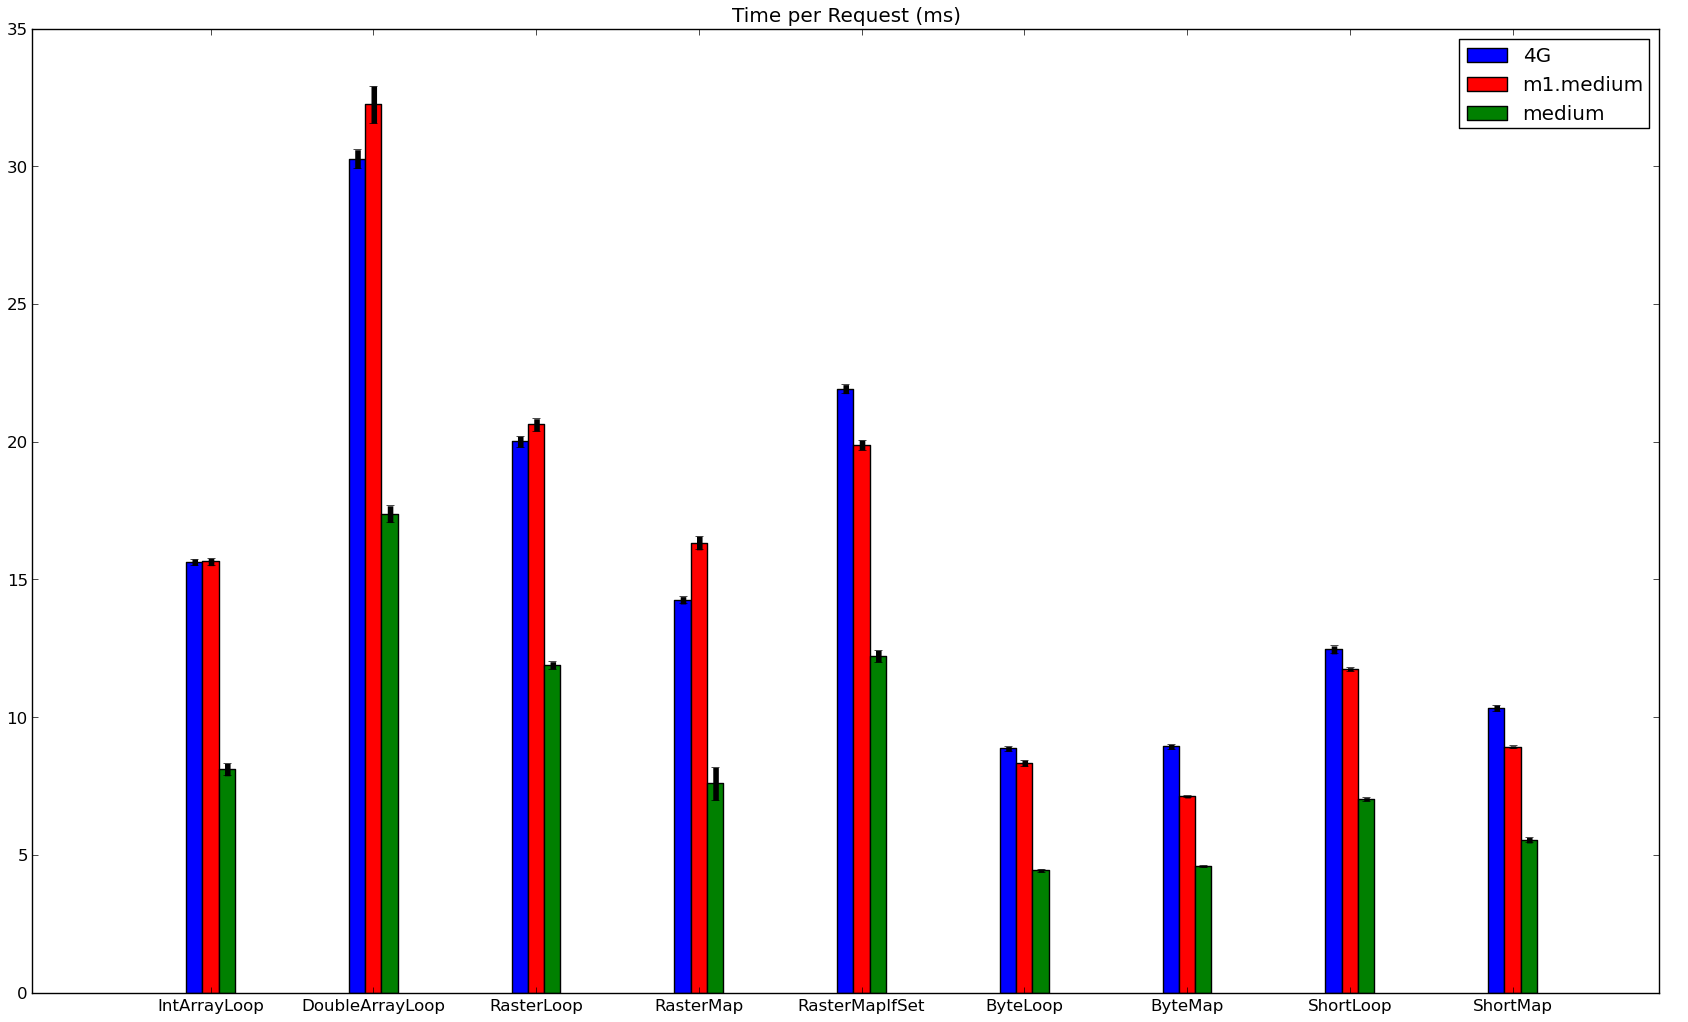 Time per Request (ms)
35
30
25
20
15
10
5
0
4G
m1.medium
medium
IntArrayLoop DoubleArrayLoop RasterLoop RasterMap RasterMapIfSet ByteLoop ByteMap ShortLoop ShortMap